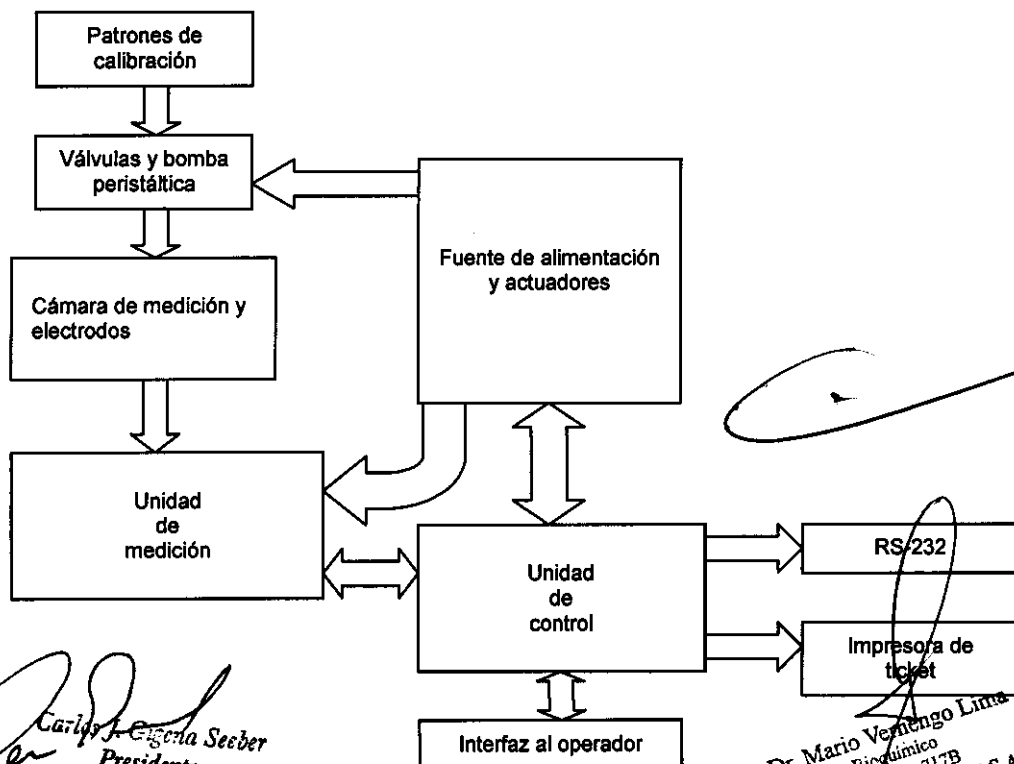 Patrones de
calibración
Válvulas y bomba
peristáltica
Fuente de alimentación
y actuadores
Cámara de medición y
electrodos
Unidad
de
medición
Unidad
de
control
RS-232
Impresora de
ticket
Interfaz al operador
Carlos J. Seeber
Presidente
Dr. Mario Vernengo Lima
Bioquímico